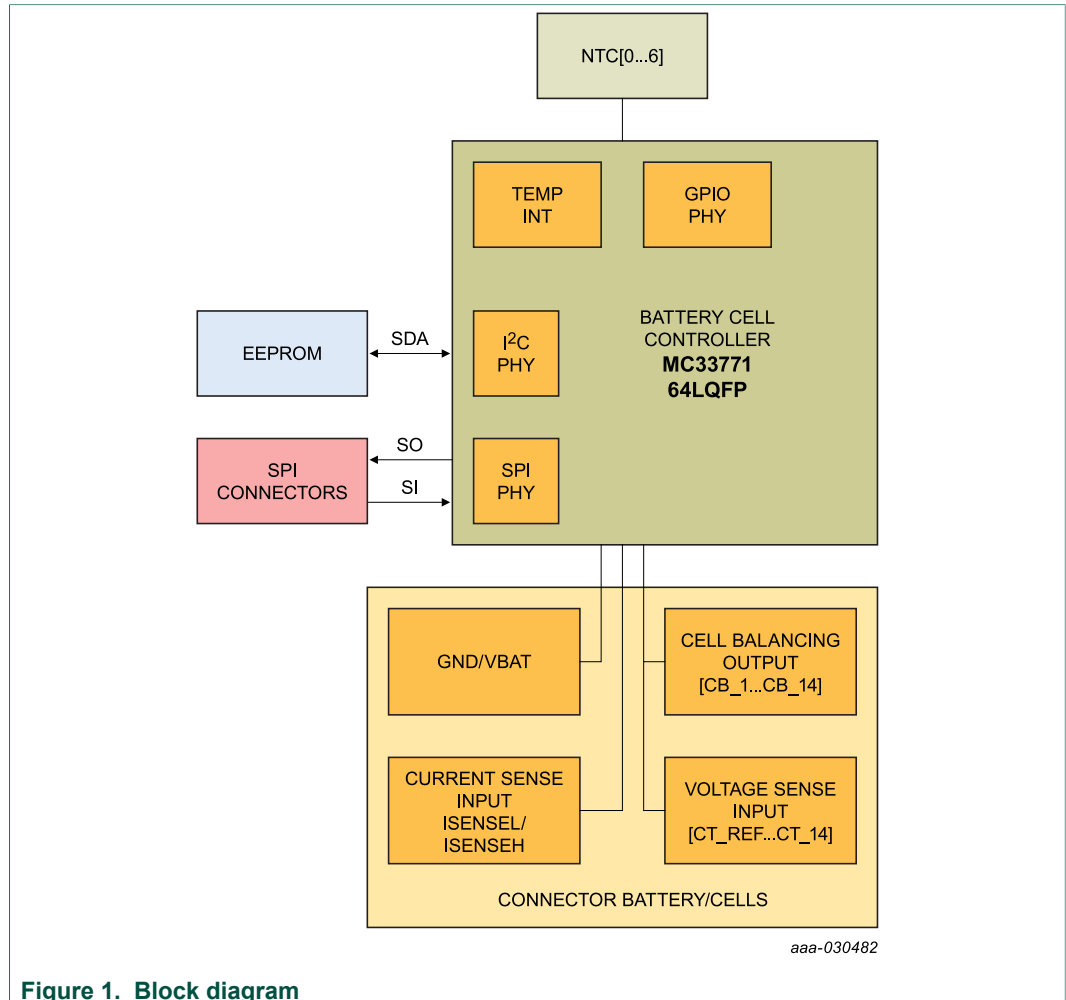 NTC[0...6]
TEMP
INT
GPIO
PHY
BATTERY CELL
CONTROLLER
MC33771
64LQFP
EEPROM
SDA
I²C
PHY
SPI
CONNECTORS
SO
SI
SPI
PHY
GND/VBAT
CELL BALANCING
OUTPUT
[CB_1...CB_14]
CURRENT SENSE
INPUT
ISENSEL/
ISENSEH
VOLTAGE SENSE
INPUT
[CT_REF...CT_14]
CONNECTOR BATTERY/CELLS
aaa-030482
Figure 1. Block diagram